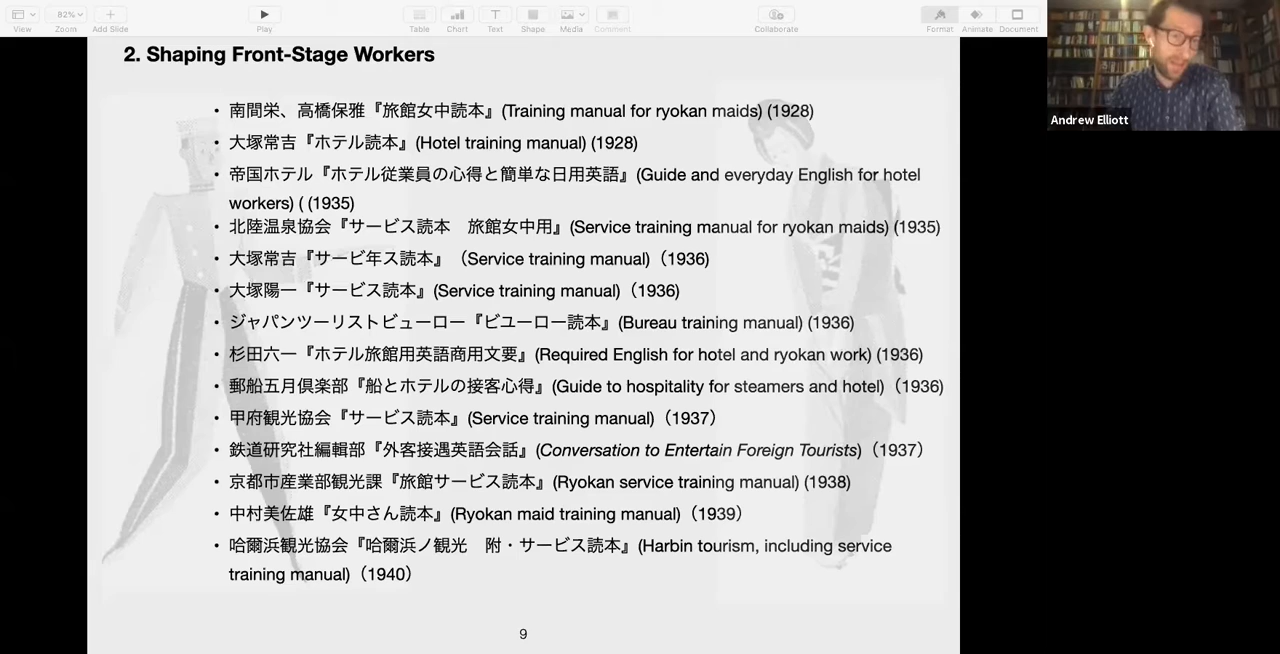 82%
View
Zoom
Add Slide
Play
Table
Chart
Text
Shape
Media
Comment
Collaborate
Format
Animate
Document
Andrew Elliott
2. Shaping Front-Stage Workers
• 南間栄、高橋保雅『旅館女中読本』(Training manual for ryokan maids) (1928)
• 大塚常吉『ホテル読本』(Hotel training manual) (1928)
• 帝国ホテル『ホテル従業員の心得と簡単な日用英語』(Guide and everyday English for hotel
workers) ( (1935)
• 北陸温泉協会『サービス読本　旅館女中用』(Service training manual for ryokan maids) (1935)
• 大塚常吉『サービ年ス読本』（Service training manual)（1936)
• 大塚陽一『サービス読本』(Service training manual)（1936)
• ジャパンツーリストビューロー『ビユーロー読本』(Bureau training manual) (1936)
• 杉田六一『ホテル旅館用英語商用文要』(Required English for hotel and ryokan work) (1936)
• 郵船五月倶楽部『船とホテルの接客心得』(Guide to hospitality for steamers and hotel)（1936)
• 甲府観光協会『サービス読本』(Service training manual)（1937）
• 鉄道研究社編輯部『外客接遇英語会話』(Conversation to Entertain Foreign Tourists)（1937）
• 京都市産業部観光課『旅館サービス読本』(Ryokan service training manual) (1938)
• 中村美佐雄『女中さん読本』(Ryokan maid training manual)（1939）
• 哈爾浜観光協会『哈爾浜ノ観光　附・サービス読本』(Harbin tourism, including service
training manual)（1940）
9